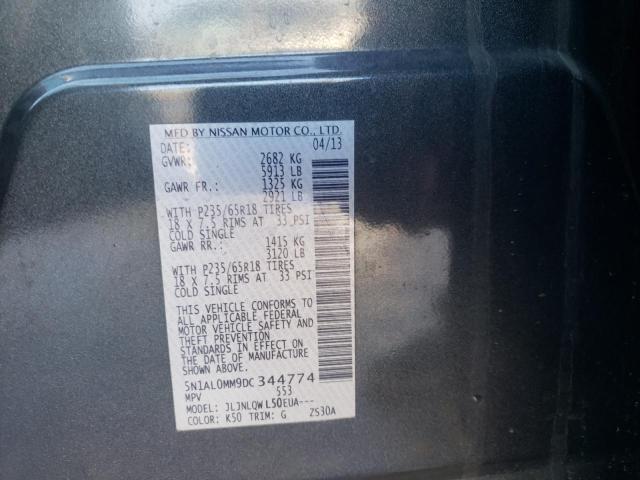 MFD BY NISSAN MOTOR CO., LTD.
DATE: 04/13
GVWR: 2682 KG
5913 LB
GAWR FR.: 1325 KG
2921 LB
WITH P235/65R18 TIRES
18 X 7.5 RIMS AT 33 PSI
COLD SINGLE
GAWR RR.: 1415 KG
3120 LB
WITH P235/65R18 TIRES
18 X 7.5 RIMS AT 33 PSI
COLD SINGLE
THIS VEHICLE CONFORMS TO
ALL APPLICABLE FEDERAL
MOTOR VEHICLE SAFETY AND
THEFT PREVENTION
STANDARDS IN EFFECT ON
THE DATE OF MANUFACTURE
SHOWN ABOVE.
5N1AL0MM9DC344774
MPV 553
MODEL: JLJNLQWL50EUA---
COLOR: K50 TRIM: G ZS30A